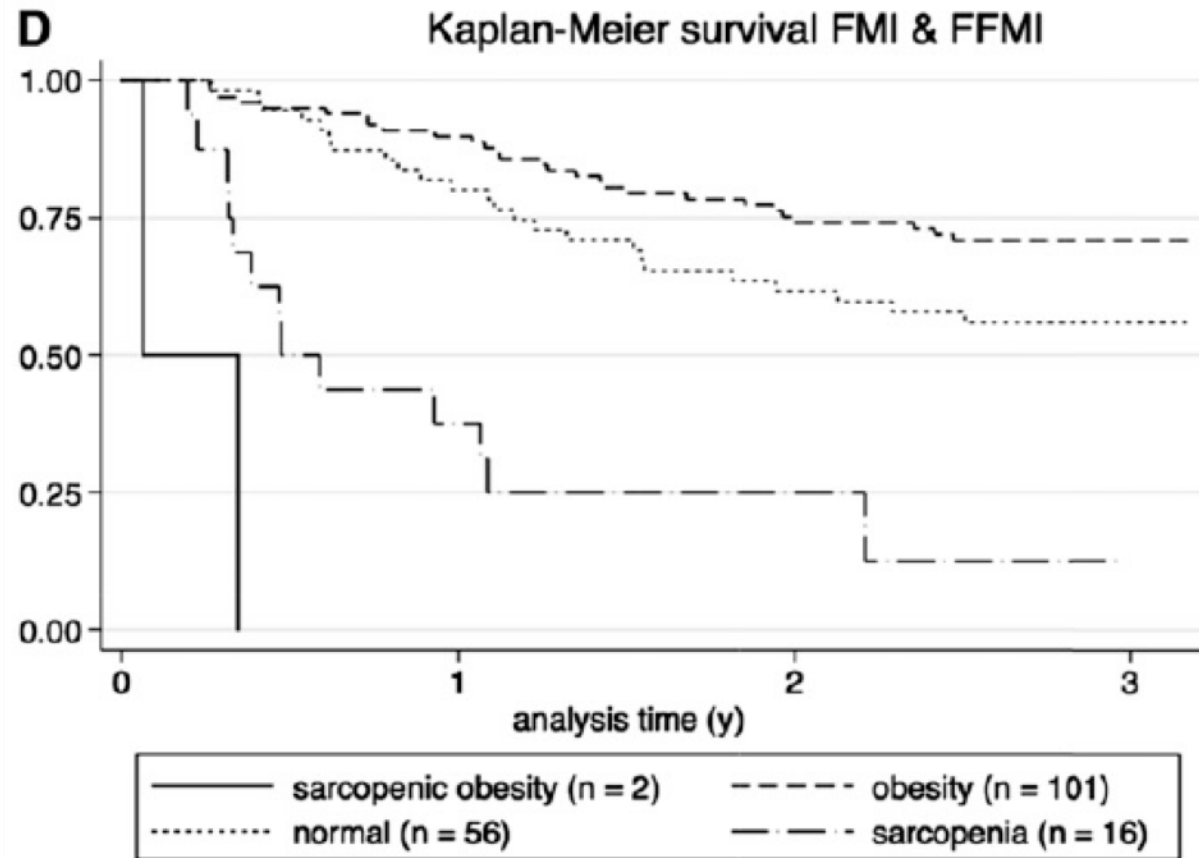 D
Kaplan-Meier survival FMI & FFMI
1.00
0.75
0.50
0.25
0.00
0 1 2 3
analysis time (y)
sarcopenic obesity (n = 2) obesity (n = 101)
normal (n = 56) sarcopenia (n = 16)